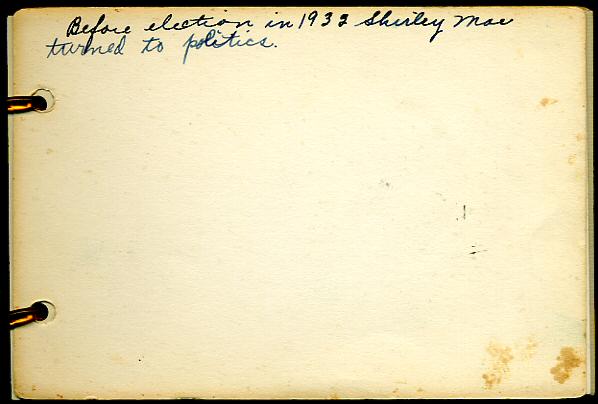 Before election in 1932 Shirley Mae
turned to politics.